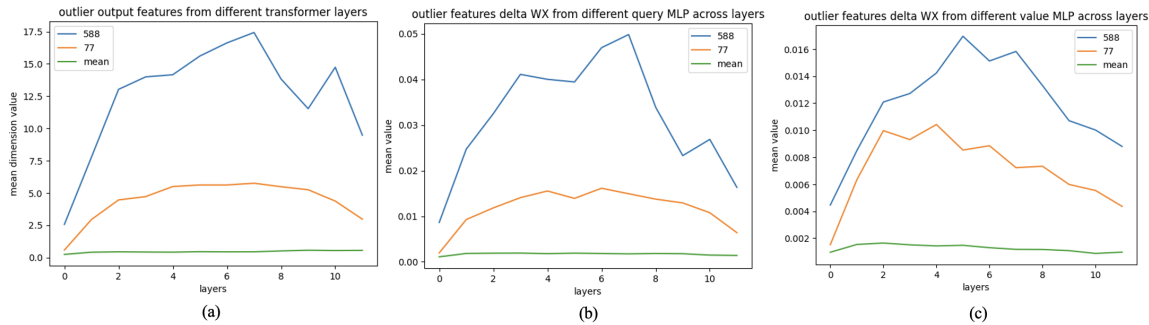 outlier output features from different transformer layers
588
77
mean
17.5
15.0
12.5
10.0
7.5
5.0
2.5
0.0
mean dimension value
0 2 4 6 8 10
layers
(a)
outlier features delta WX from different query MLP across layers
588
77
mean
0.05
0.04
0.03
0.02
0.01
0.00
mean value
0 2 4 6 8 10
layers
(b)
outlier features delta WX from different value MLP across layers
588
77
mean
0.016
0.014
0.012
0.010
0.008
0.006
0.004
0.002
mean value
0 2 4 6 8 10
layers
(c)